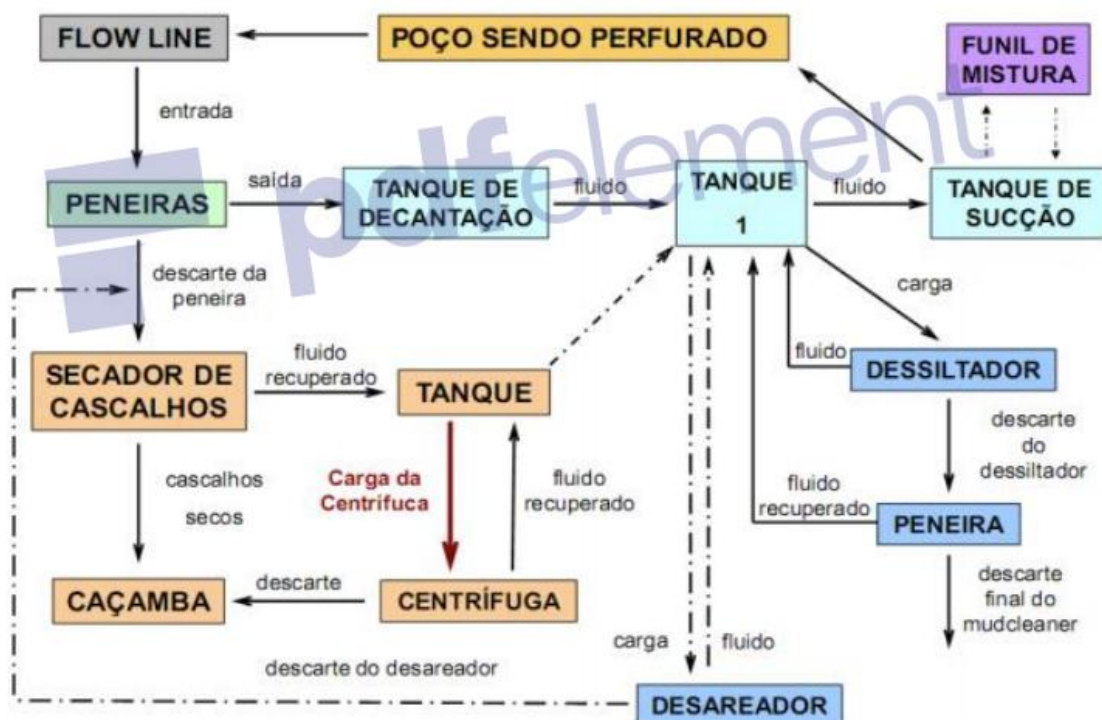 FLOW LINE
POÇO SENDO PERFURADO
FUNIL DE
MISTURA
entrada
pdfelement
PENEIRAS
saída
TANQUE DE
DECANTAÇÃO
fluido
TANQUE
1
fluido
TANQUE DE
SUCÇÃO
descarte da
peneira
carga
SECADOR DE
CASCALHOS
fluido
recuperado
TANQUE
fluido
DESSILTADOR
descarte
do
dessiltador
cascalhos
secos
Carga da
Centrifuca
fluido
recuperado
fluido
recuperado
PENEIRA
CAÇAMBA
descarte
CENTRÍFUGA
descarte
final do
mudcleaner
carga
fluido
descarte do desareador
DESAREADOR